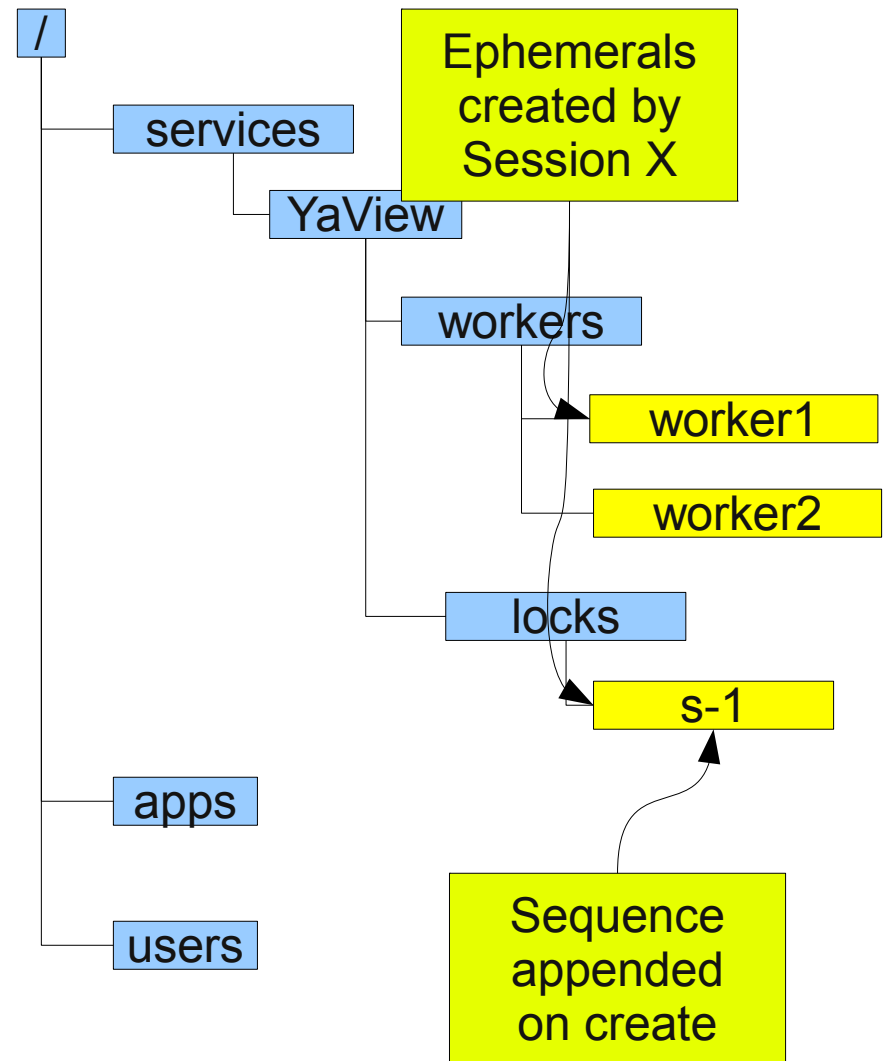 /
Ephemerals
created by
Session X
services
YaView
workers
worker1
worker2
locks
s-1
apps
users
Sequence
appended
on create